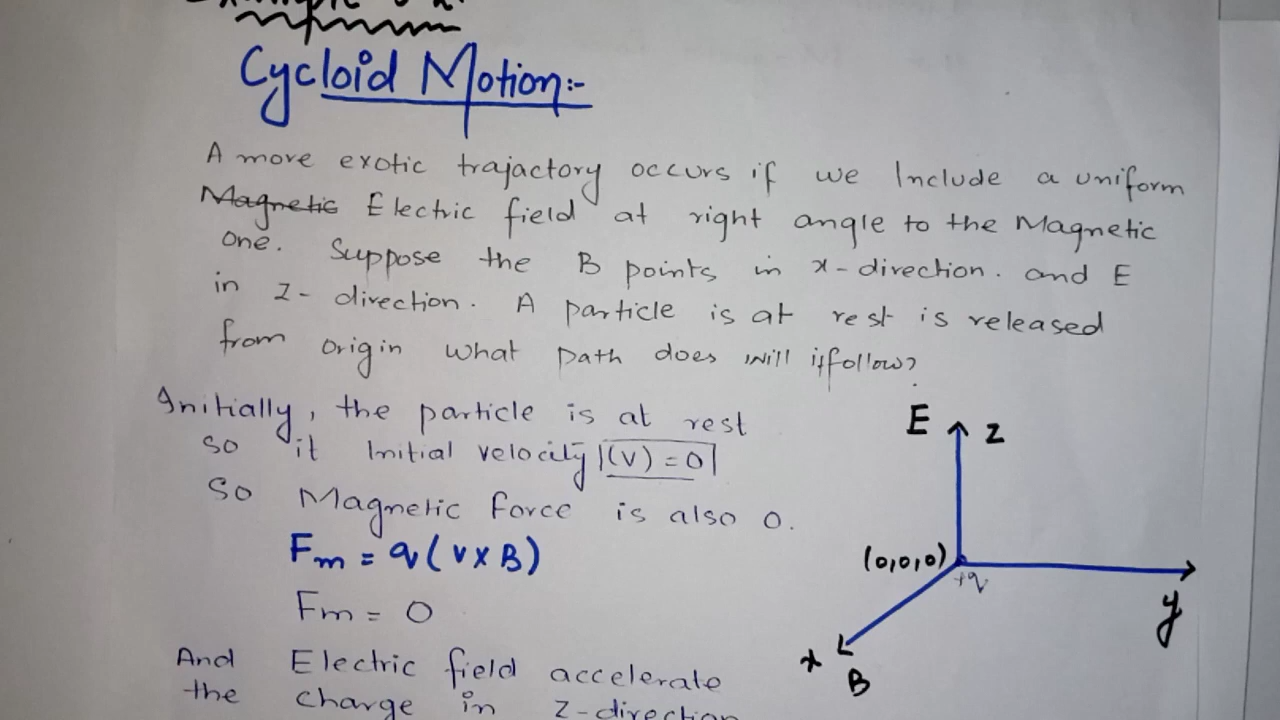 Cycloid Motion:-
A more exotic trajactory occurs if we Include a uniform
Magnetic Electric field at right angle to the Magnetic
one. Suppose the B points in x-direction. and E
in z-direction. A particle is at rest is released
from origin what path does will it follow?
Initially, the particle is at rest
so it Initial velocity (v) = 0
So Magnetic force is also 0.
Fm = q(v×B)
Fm = 0
And Electric field accelerate
the charge in z-direction
E
z
(0,0,0)
+q
y
x
B